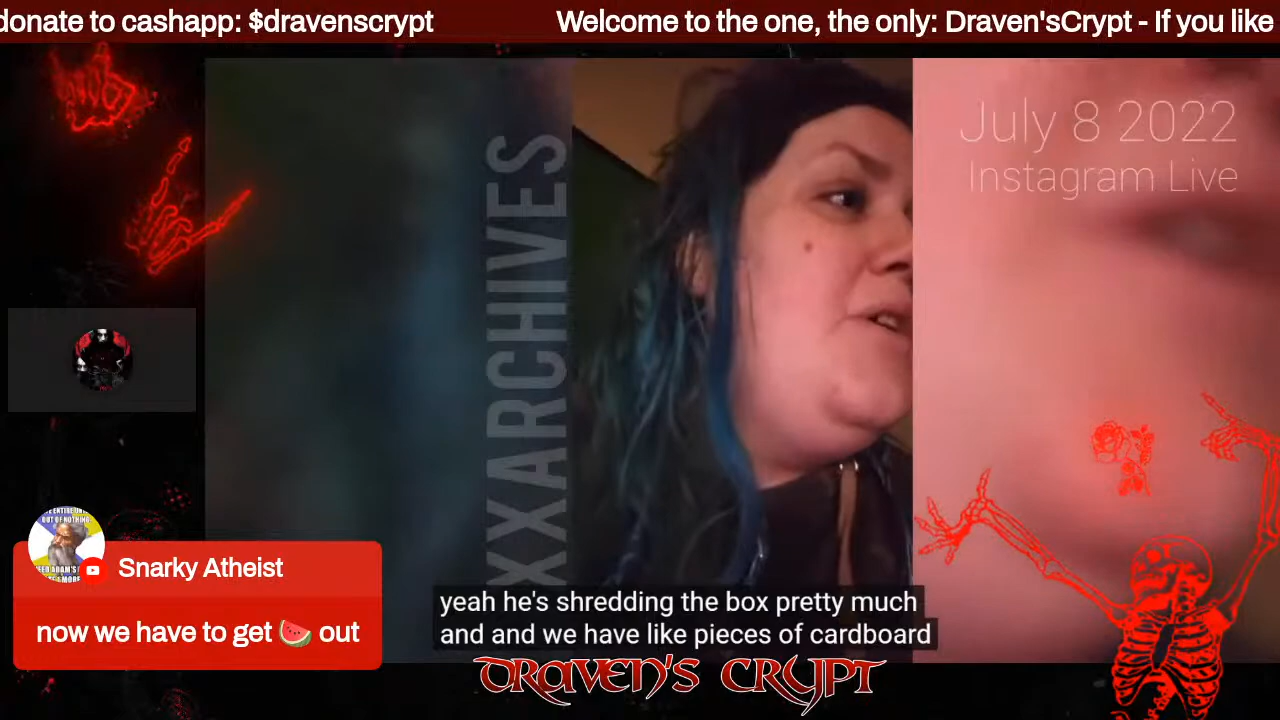 donate to cashapp: $dravenscrypt
Welcome to the one, the only: Draven'sCrypt - If you like
July 8 2022
Instagram Live
XXARCHIVES
Snarky Atheist
now we have to get 🍉 out
yeah he's shredding the box pretty much
and and we have like pieces of cardboard
DRAVEN'S CRYPT